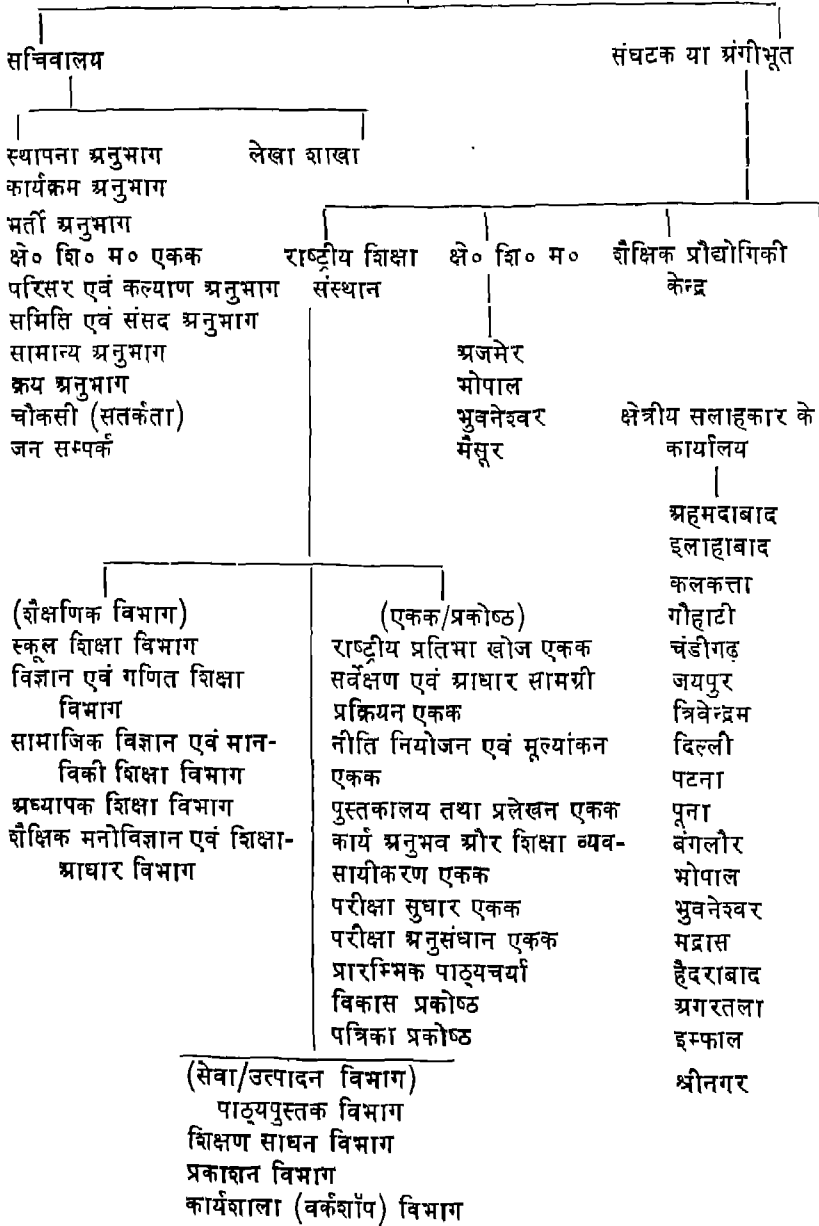 सचिवालय
संघटक या अंगीभूत
स्थापना अनुभाग
लेखा शाखा
कार्यक्रम अनुभाग
भर्ती अनुभाग
क्षे० शि० म० एकक
परिसर एवं कल्याण अनुभाग
समिति एवं संसद अनुभाग
सामान्य अनुभाग
क्रय अनुभाग
चौकसी (सतर्कता)
जन सम्पर्क
राष्ट्रीय शिक्षा
संस्थान
क्षे० शि० म०
अजमेर
भोपाल
भुवनेश्वर
मैसूर
शैक्षिक प्रौद्योगिकी
केन्द्र
क्षेत्रीय सलाहकार के
कार्यालय
अहमदाबाद
इलाहाबाद
कलकत्ता
गौहाटी
चंडीगढ़
जयपुर
त्रिवेन्द्रम
दिल्ली
पटना
पूना
बंगलौर
भोपाल
भुवनेश्वर
मद्रास
हैदराबाद
अगरतला
इम्फाल
श्रीनगर
(शैक्षणिक विभाग)
स्कूल शिक्षा विभाग
विज्ञान एवं गणित शिक्षा
विभाग
सामाजिक विज्ञान एवं मान-
विकी शिक्षा विभाग
अध्यापक शिक्षा विभाग
शैक्षिक मनोविज्ञान एवं शिक्षा-
आधार विभाग
(एकक/प्रकोष्ठ)
राष्ट्रीय प्रतिभा खोज एकक
सर्वेक्षण एवं आधार सामग्री
प्रक्रियन एकक
नीति नियोजन एवं मूल्यांकन
एकक
पुस्तकालय तथा प्रलेखन एकक
कार्य अनुभव और शिक्षा व्यव-
सायीकरण एकक
परीक्षा सुधार एकक
परीक्षा अनुसंधान एकक
प्रारम्भिक पाठ्यचर्या
विकास प्रकोष्ठ
पत्रिका प्रकोष्ठ
(सेवा/उत्पादन विभाग)
पाठ्यपुस्तक विभाग
शिक्षण साधन विभाग
प्रकाशन विभाग
कार्यशाला (वर्कशॉप) विभाग